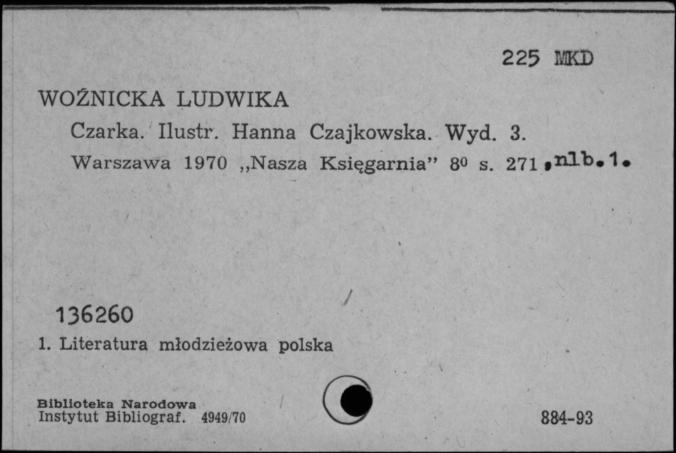 225 MKD
WOŹNICKA LUDWIKA
Czarka. Ilustr. Hanna Czajkowska. Wyd. 3.
Warszawa 1970 „Nasza Księgarnia” 8⁰ s. 271, nlb. 1.
136260
1. Literatura młodzieżowa polska
Biblioteka Narodowa
Instytut Bibliograf. 4949/70
884-93